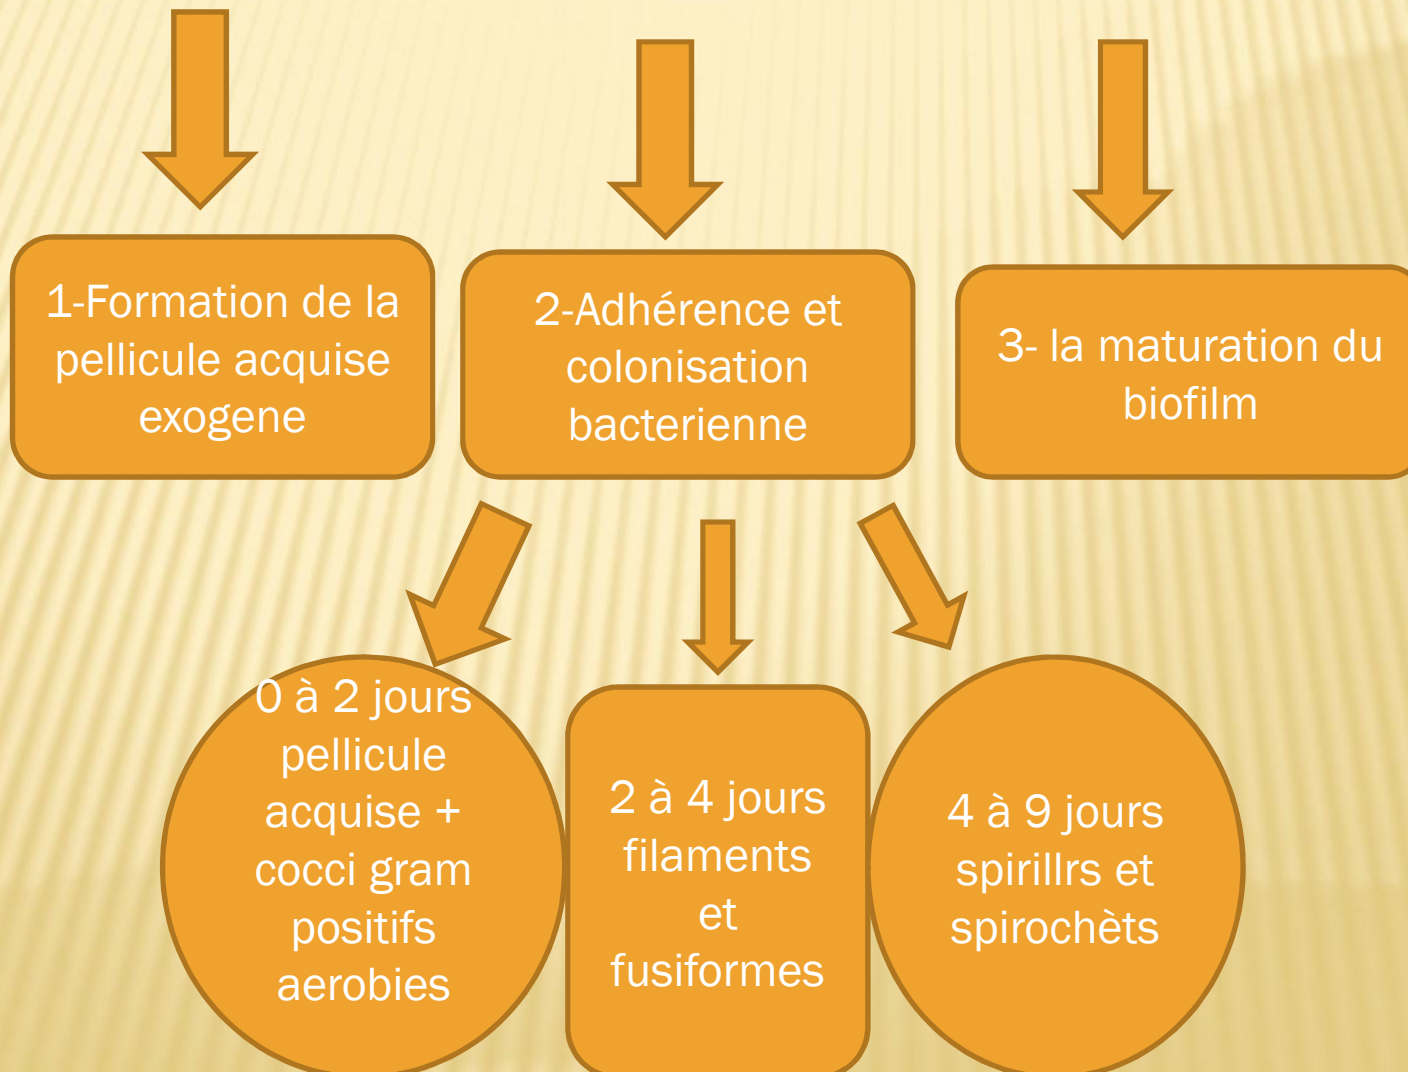 1-Formation de la
pellicule acquise
exogene
2-Adhérence et
colonisation
bacterienne
3- la maturation du
biofilm
0 à 2 jours
pellicule
acquise +
cocci gram
positifs
aerobies
2 à 4 jours
filaments
et
fusiformes
4 à 9 jours
spirillrs et
spirochèts